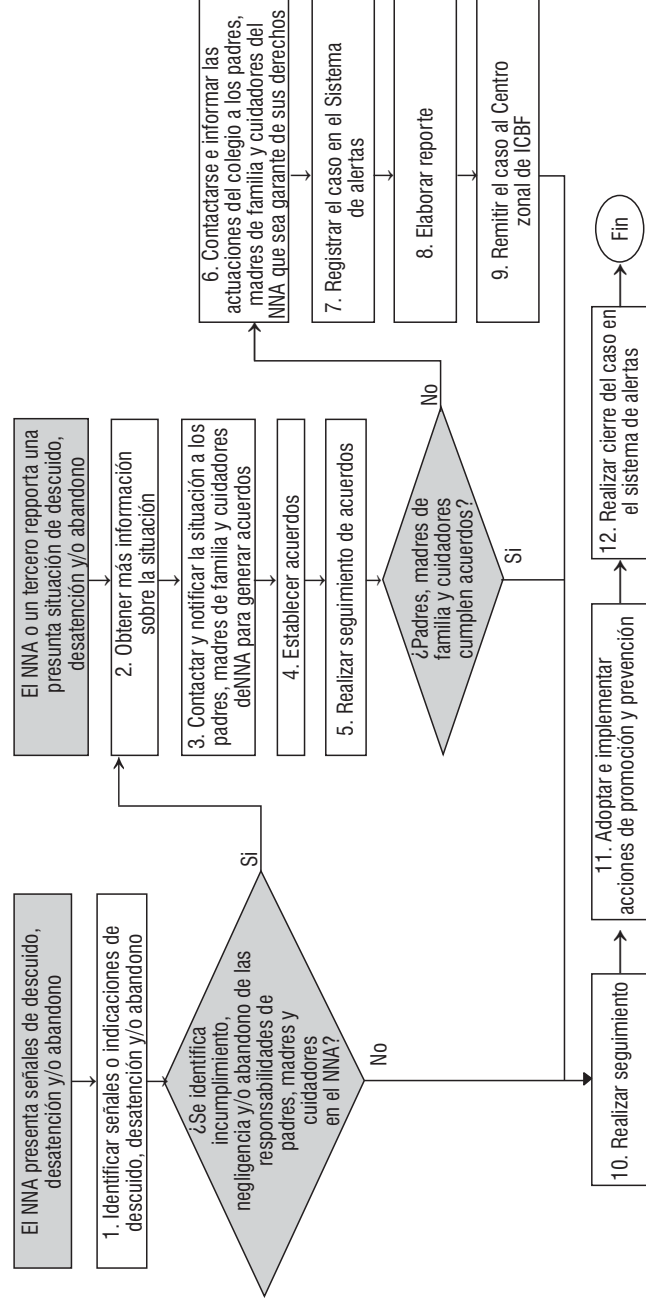 El NNA presenta señales de descuido,
desatención y/o abandono
1. Identificar señales o indicaciones de
descuido, desatención y/o abandono
¿Se identifica
incumplimiento,
negligencia y/o abandono de las
responsabilidades de
padres, madres y
cuidadores
en el NNA?
Si
No
El NNA o un tercero repporta una
presunta situación de descuido,
desatención y/o abandono
2. Obtener más información
sobre la situación
3. Contactar y notificar la situación a los
padres, madres de familia y cuidadores
deNNA para generar acuerdos
4. Establecer acuerdos
5. Realizar seguimiento de acuerdos
¿Padres, madres de
familia y cuidadores
cumplen acuerdos?
No
Si
6. Contactarse e informar las
actuaciones del colegio a los padres,
madres de familia y cuidadores del
NNA que sea garante de sus derechos
7. Registrar el caso en el Sistema
de alertas
8. Elaborar reporte
9. Remitir el caso al Centro
zonal de ICBF
10. Realizar seguimiento
11. Adoptar e implementar
acciones de promoción y prevención
12. Realizar cierre del caso en
el sistema de alertas
Fin